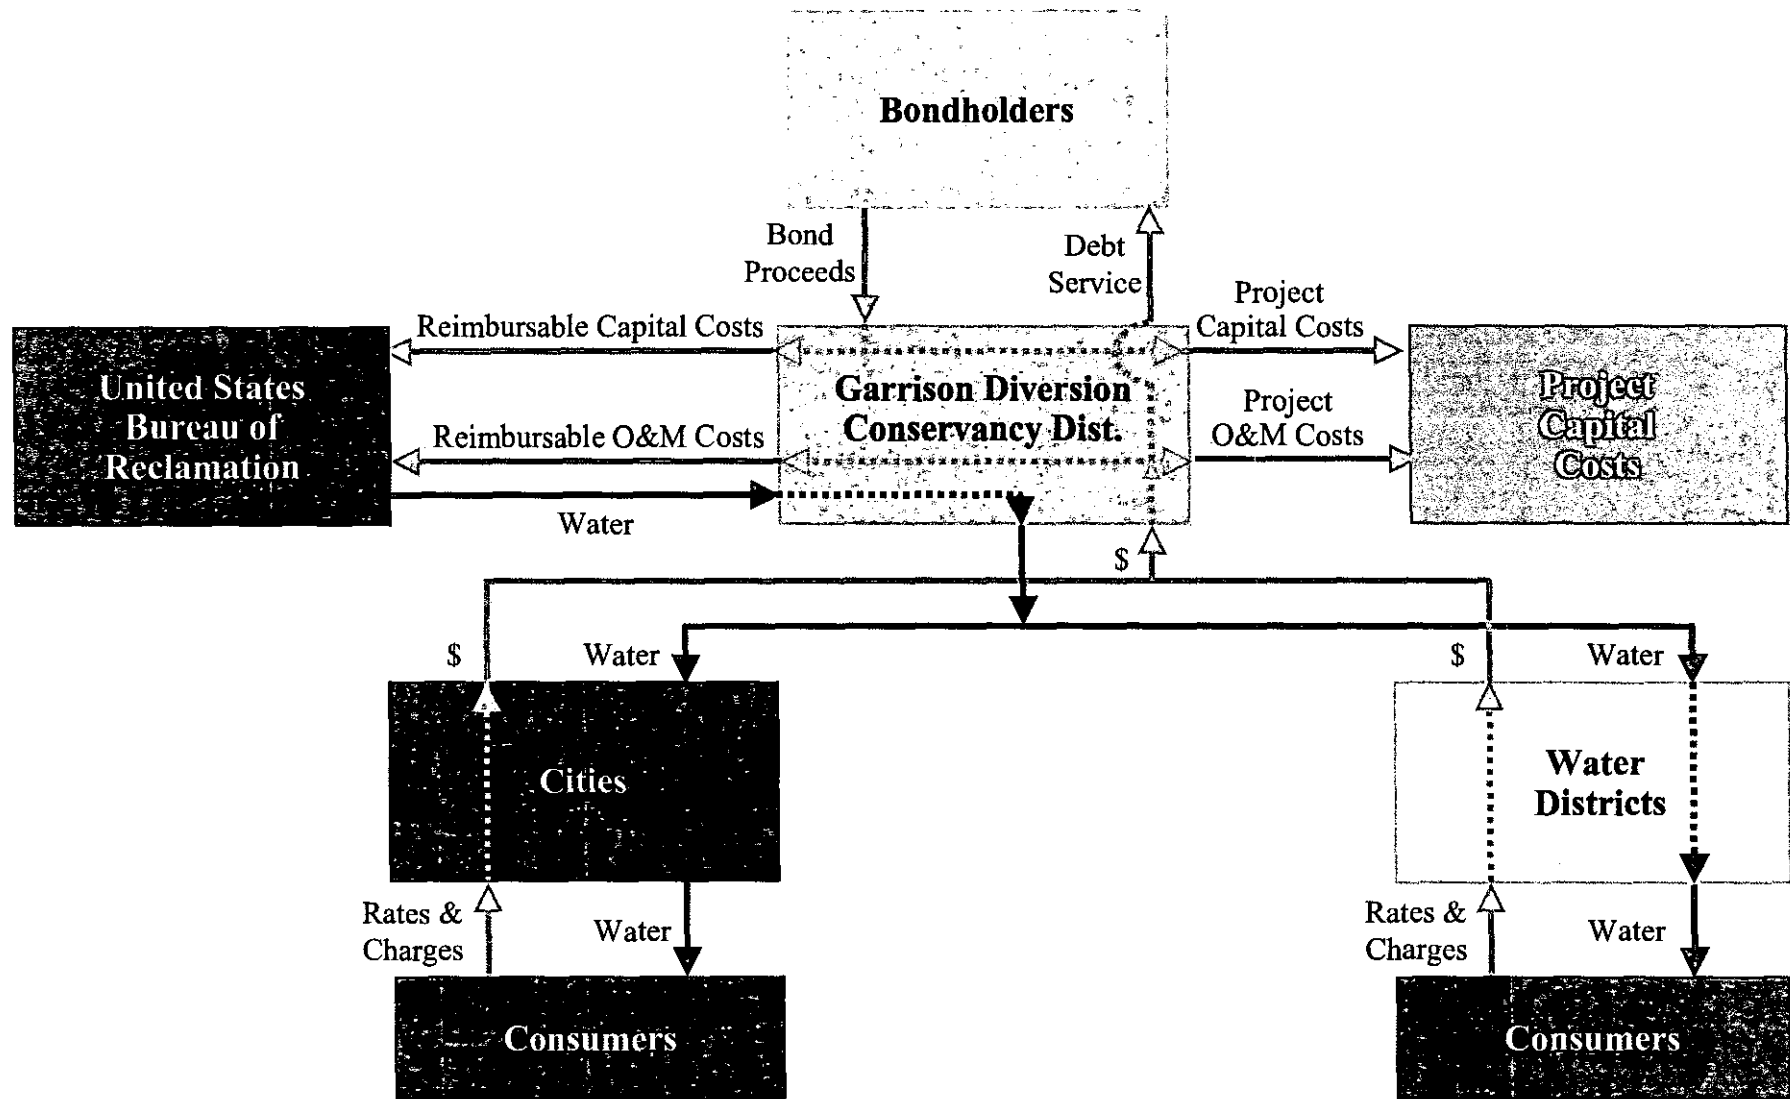 Bondholders
Bond
Proceeds
Debt
Service
Reimbursable Capital Costs
Project
Capital Costs
United States
Bureau of
Reclamation
Garrison Diversion
Conservancy Dist.
Project
Capital
Costs
Reimbursable O&M Costs
Project
O&M Costs
Water
$
$
Water
$
Water
Cities
Water
Districts
Rates &
Charges
Water
Rates &
Charges
Water
Consumers
Consumers